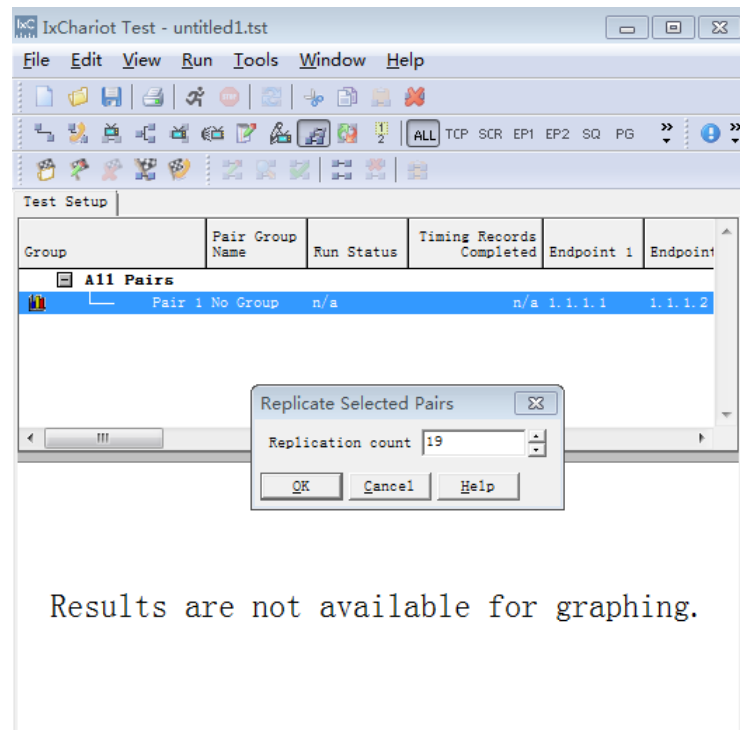 IxC IxChariot Test - untitled1.tst
File Edit View Run Tools Window Help
ALL TCP SCR EP1 EP2 SQ PG
Test Setup
Group Pair Group Name Run Status Timing Records Completed Endpoint 1 Endpoint
All Pairs
Pair 1 No Group n/a n/a 1.1.1.1 1.1.1.2
Replicate Selected Pairs
Replication count 19
OK Cancel Help
Results are not available for graphing.